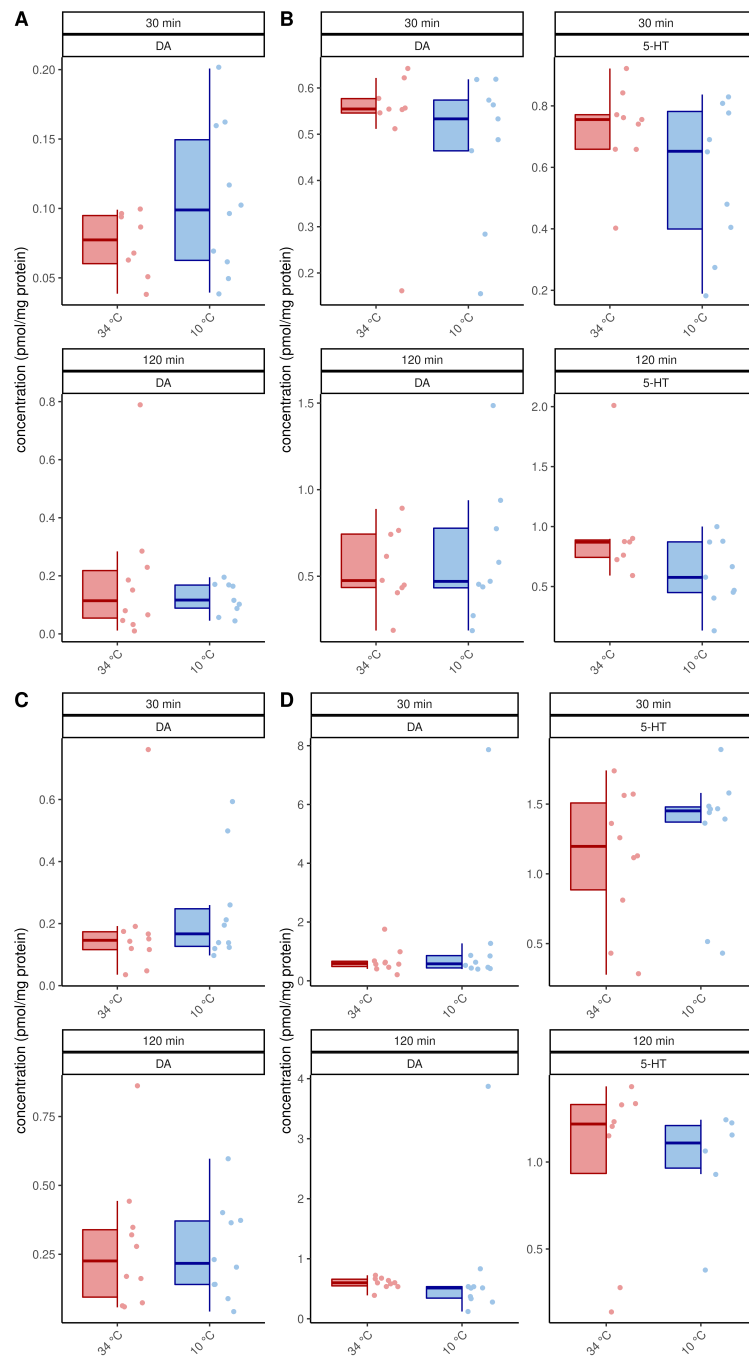 A
30 min
DA
0.20
0.15
0.10
0.05
34 °C
10 °C
120 min
DA
0.8
0.6
0.4
0.2
0.0
34 °C
10 °C
concentration (pmol/mg protein)
B
30 min
DA
0.6
0.5
0.4
0.3
0.2
34 °C
10 °C
30 min
5-HT
0.8
0.6
0.4
0.2
34 °C
10 °C
120 min
DA
1.5
1.0
0.5
34 °C
10 °C
120 min
5-HT
2.0
1.5
1.0
0.5
34 °C
10 °C
concentration (pmol/mg protein)
C
30 min
DA
0.6
0.4
0.2
0.0
34 °C
10 °C
120 min
DA
0.75
0.50
0.25
34 °C
10 °C
concentration (pmol/mg protein)
D
30 min
DA
8
6
4
2
0
34 °C
10 °C
30 min
5-HT
1.5
1.0
0.5
34 °C
10 °C
120 min
DA
4
3
2
1
0
34 °C
10 °C
120 min
5-HT
1.0
0.5
34 °C
10 °C
concentration (pmol/mg protein)